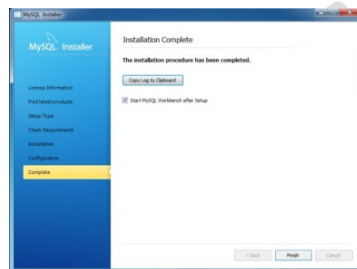 MySQL Installer
MySQL. Installer
License Information
Find latest products
Setup Type
Check Requirements
Installation
Configuration
Complete
Installation Complete
The installation procedure has been completed.
Copy Log to Clipboard
Start MySQL Workbench after Setup
< Back
Finish
Cancel